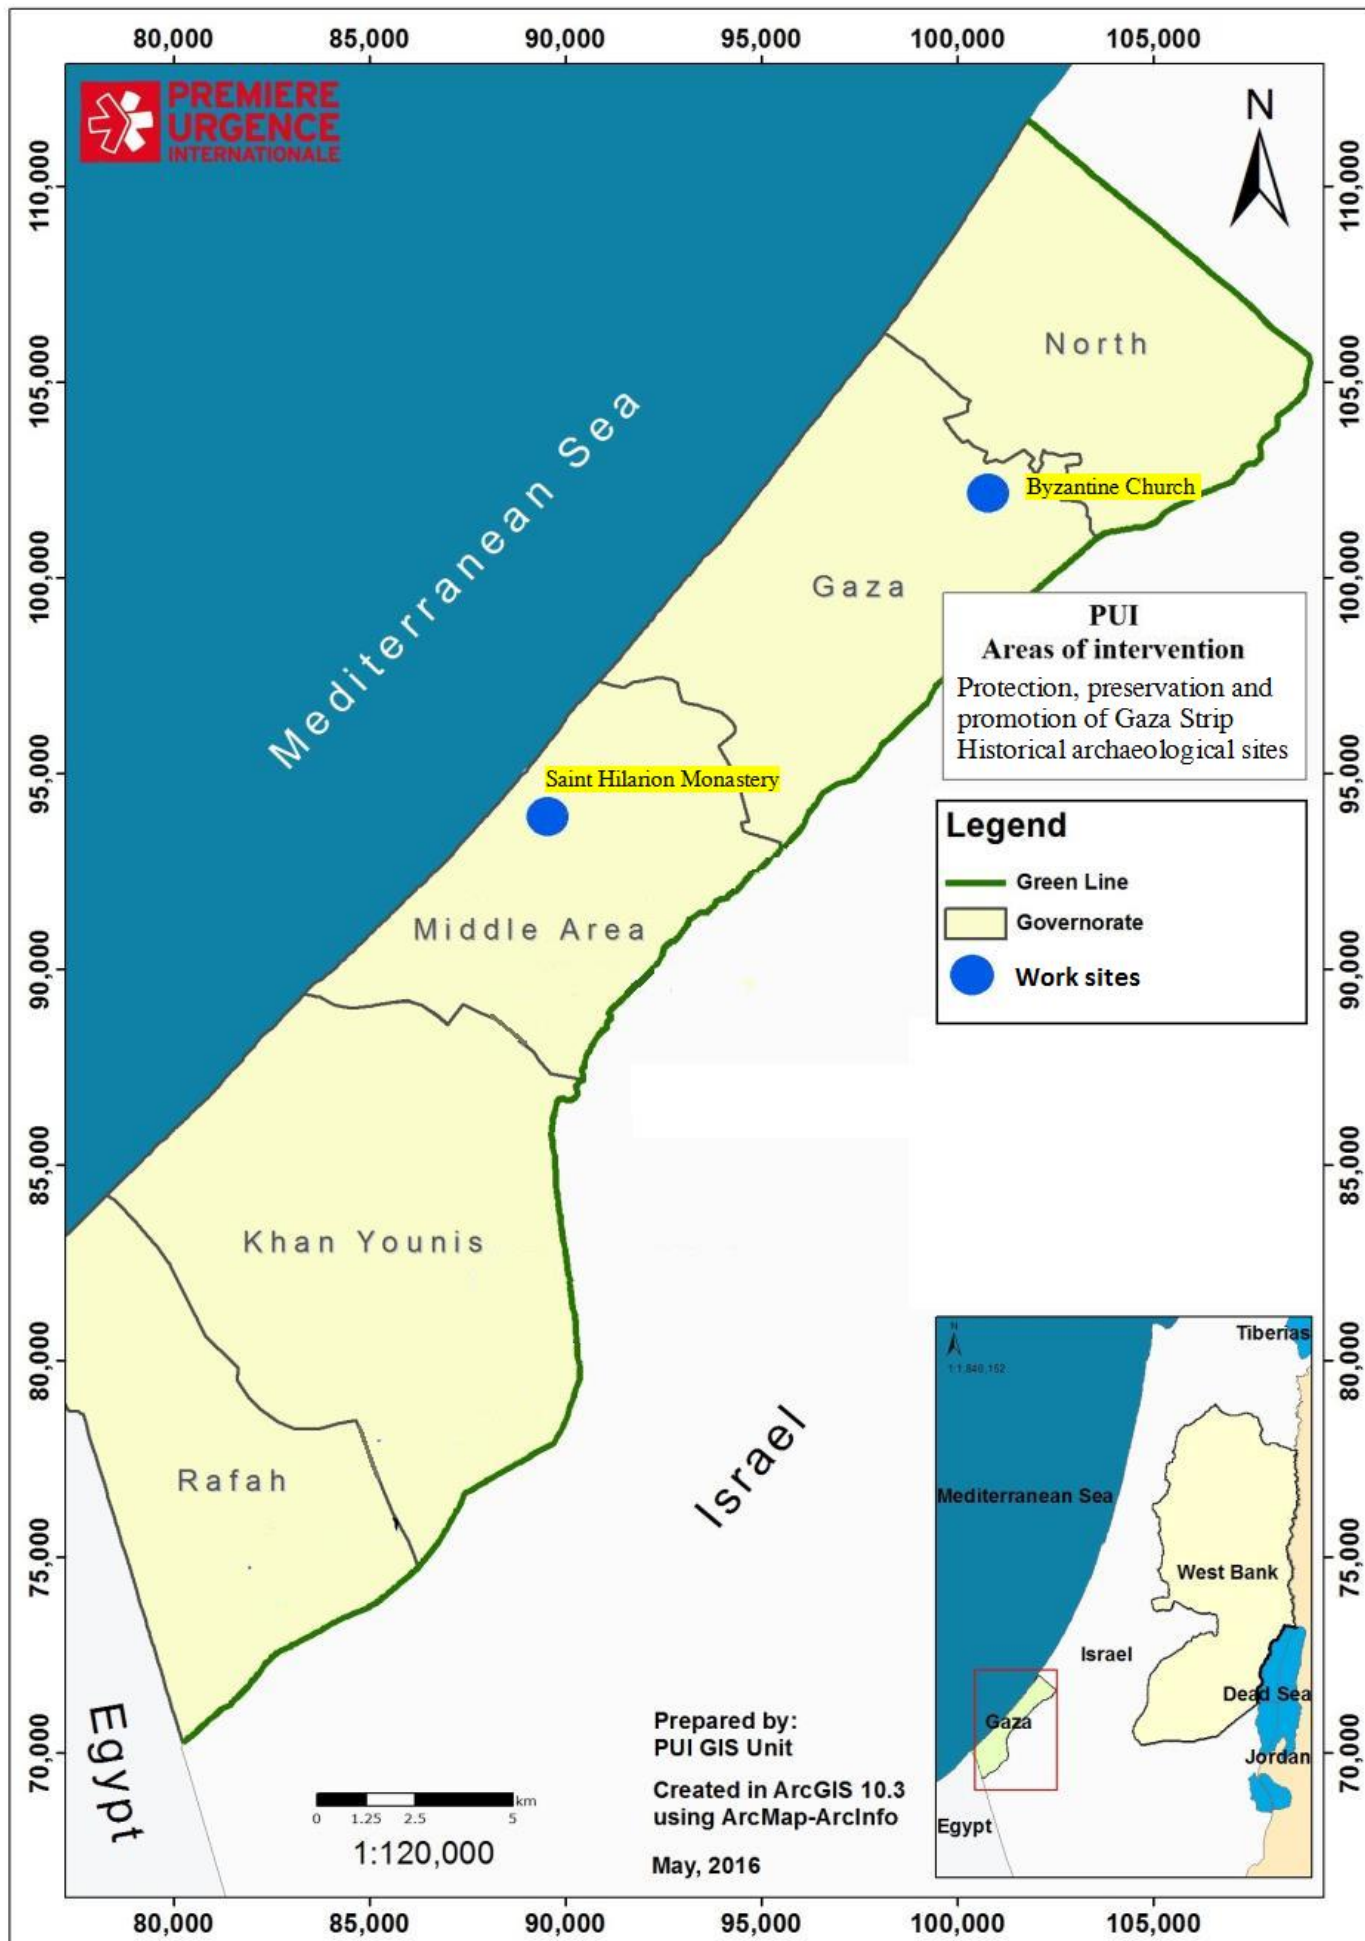 80,000 85,000 90,000 95,000 100,000 105,000
PREMIERE
URGENCE
INTERNATIONALE
N
110,000
110,000
North
105,000
105,000
Mediterranean Sea
Byzantine Church
100,000
100,000
Gaza
PUI
Areas of intervention
Protection, preservation and
promotion of Gaza Strip
Historical archaeological sites
95,000
95,000
Saint Hilarion Monastery
Legend
Green Line
Governorate
Work sites
Middle Area
90,000
90,000
85,000
85,000
Khan Younis
80,000
80,000
N
1:1,840,152
Tiberias
Mediterranean Sea
West Bank
Israel
Dead Sea
Gaza
Jordan
Egypt
Israel
Rafah
75,000
75,000
70,000
70,000
Egypt
Prepared by:
PUI GIS Unit
Created in ArcGIS 10.3
using ArcMap-ArcInfo
May, 2016
km
0 1.25 2.5 5
1:120,000
80,000 85,000 90,000 95,000 100,000 105,000